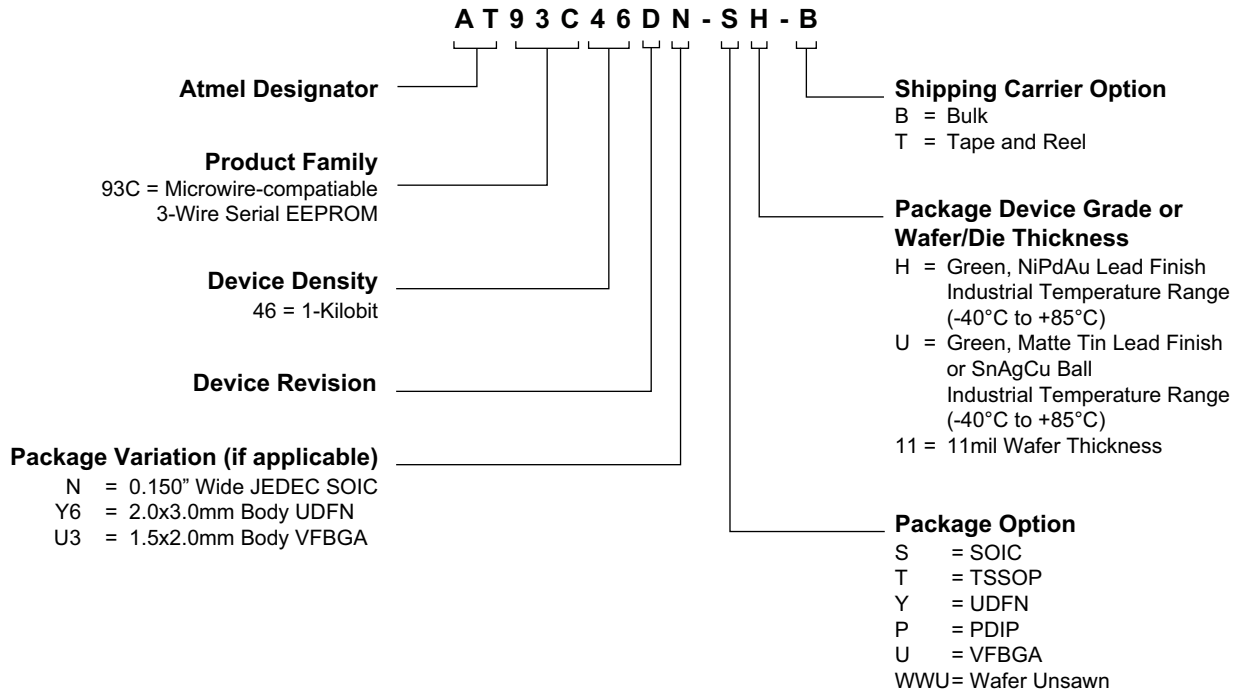 A T 9 3 C 4 6 D N - S H - B
Atmel Designator
Product Family
93C = Microwire-compatiable
3-Wire Serial EEPROM
Device Density
46 = 1-Kilobit
Device Revision
Package Variation (if applicable)
N = 0.150” Wide JEDEC SOIC
Y6 = 2.0x3.0mm Body UDFN
U3 = 1.5x2.0mm Body VFBGA
Shipping Carrier Option
B = Bulk
T = Tape and Reel
Package Device Grade or
Wafer/Die Thickness
H = Green, NiPdAu Lead Finish
Industrial Temperature Range
(-40°C to +85°C)
U = Green, Matte Tin Lead Finish
or SnAgCu Ball
Industrial Temperature Range
(-40°C to +85°C)
11 = 11mil Wafer Thickness
Package Option
S = SOIC
T = TSSOP
Y = UDFN
P = PDIP
U = VFBGA
WWU= Wafer Unsawn